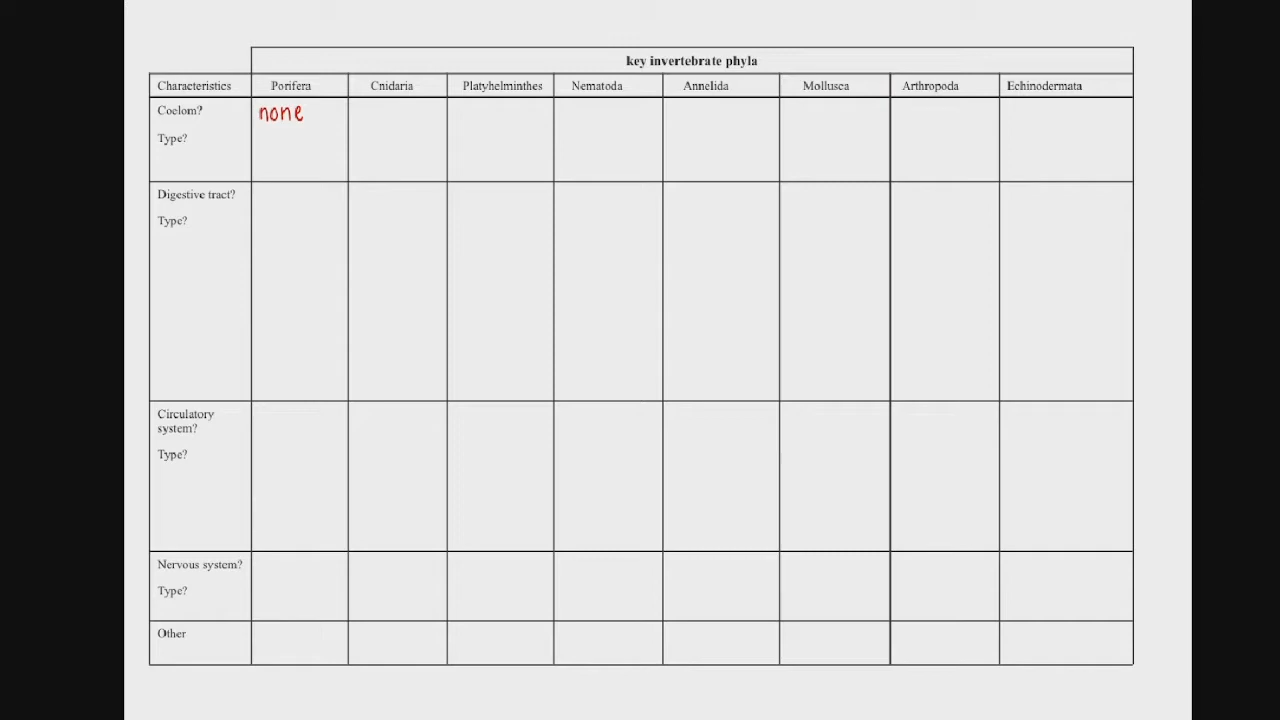 key invertebrate phyla
Characteristics Porifera Cnidaria Platyhelminthes Nematoda Annelida Mollusca Arthropoda Echinodermata
Coelom? none
Type?
Digestive tract?
Type?
Circulatory
system?
Type?
Nervous system?
Type?
Other